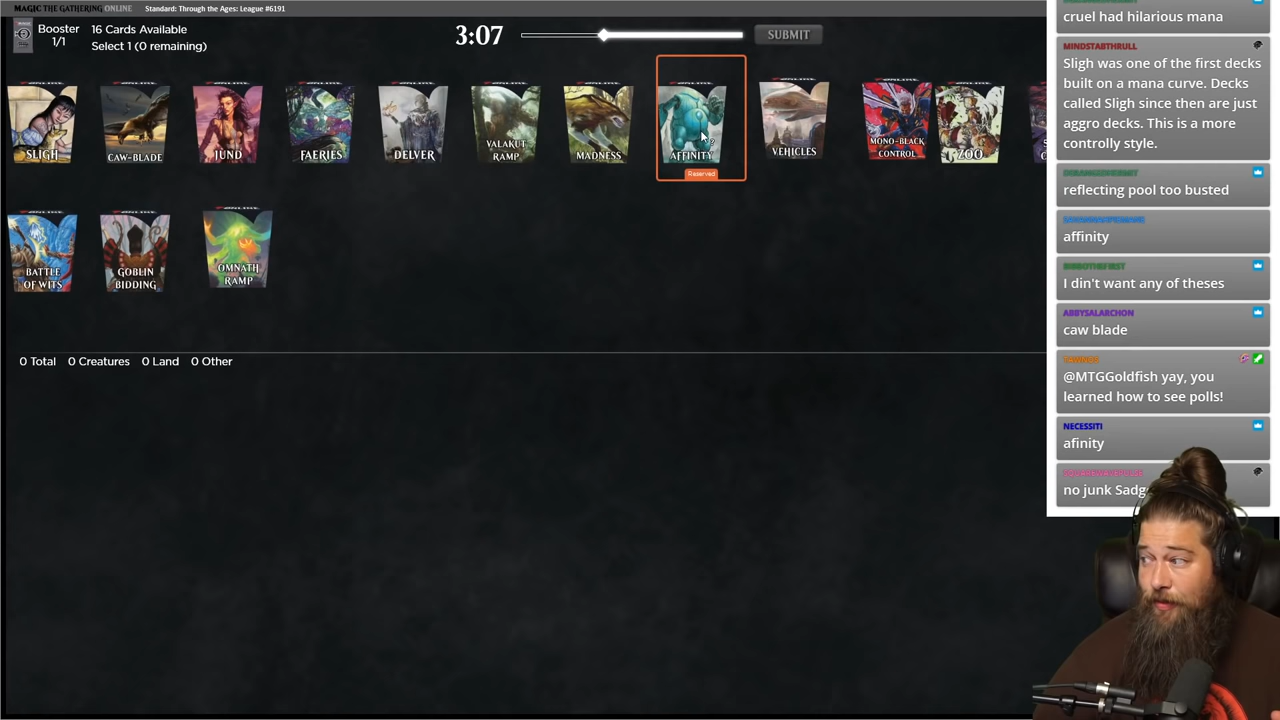 MAGIC THE GATHERING ONLINE Standard: Through the Ages: League #6191
Booster
1/1
16 Cards Available
Select 1 (0 remaining)
3:07
SUBMIT
SLIGH
CAW-BLADE
JUND
FAERIES
DELVER
VALAKUT
RAMP
MADNESS
AFFINITY
Reserved
VEHICLES
MONO-BLACK
CONTROL
ZOO
BATTLE
OF WITS
GOBLIN
BIDDING
OMNATH
RAMP
0 Total 0 Creatures 0 Land 0 Other
cruel had hilarious mana
MINDSTABTHRULL
Sligh was one of the first decks
built on a mana curve. Decks
called Sligh since then are just
aggro decks. This is a more
controlly style.
reflecting pool too busted
affinity
I din't want any of theses
ABBYSALARCHON
caw blade
@MTGGoldfish yay, you
learned how to see polls!
NECESSITI
afinity
no junk Sadg